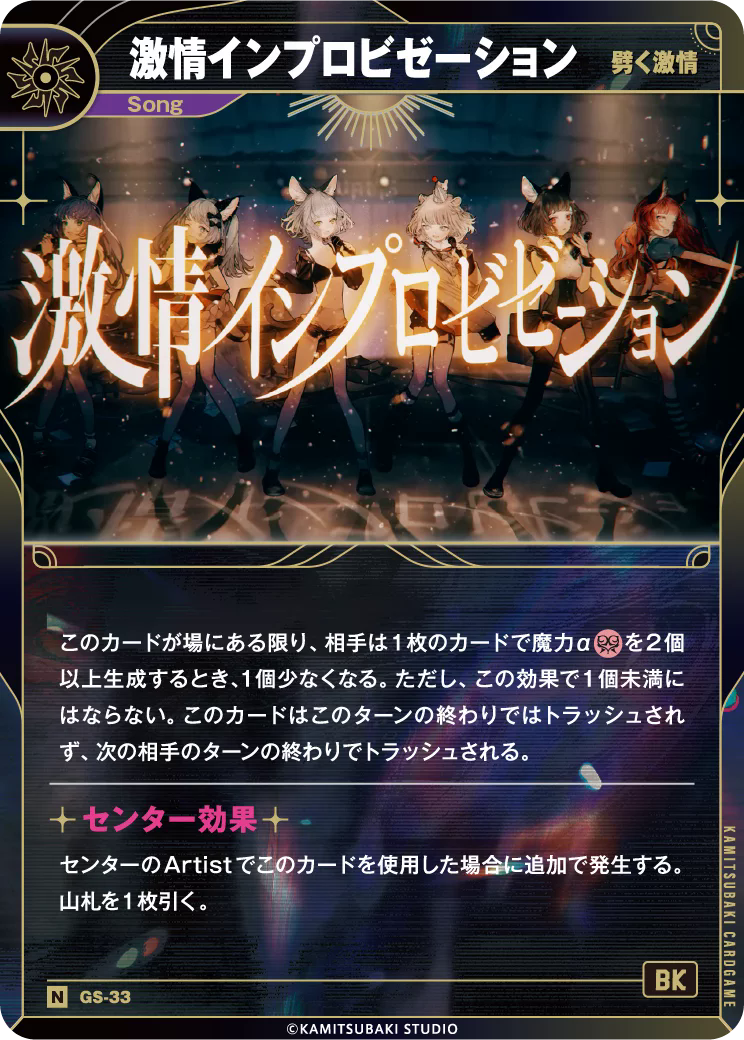 激情インプロビゼーション 劈く激情
Song
激情インプロビゼーション
このカードが場にある限り、相手は1枚のカードで魔力αを2個
以上生成するとき、1個少なくなる。ただし、この効果で1個未満に
はならない。このカードはこのターンの終わりではトラッシュされ
ず、次の相手のターンの終わりでトラッシュされる。
センター効果
センターのArtistでこのカードを使用した場合に追加で発生する。
山札を1枚引く。
KAMITSUBAKI CARDGAME
BK
N GS-33
©KAMITSUBAKI STUDIO